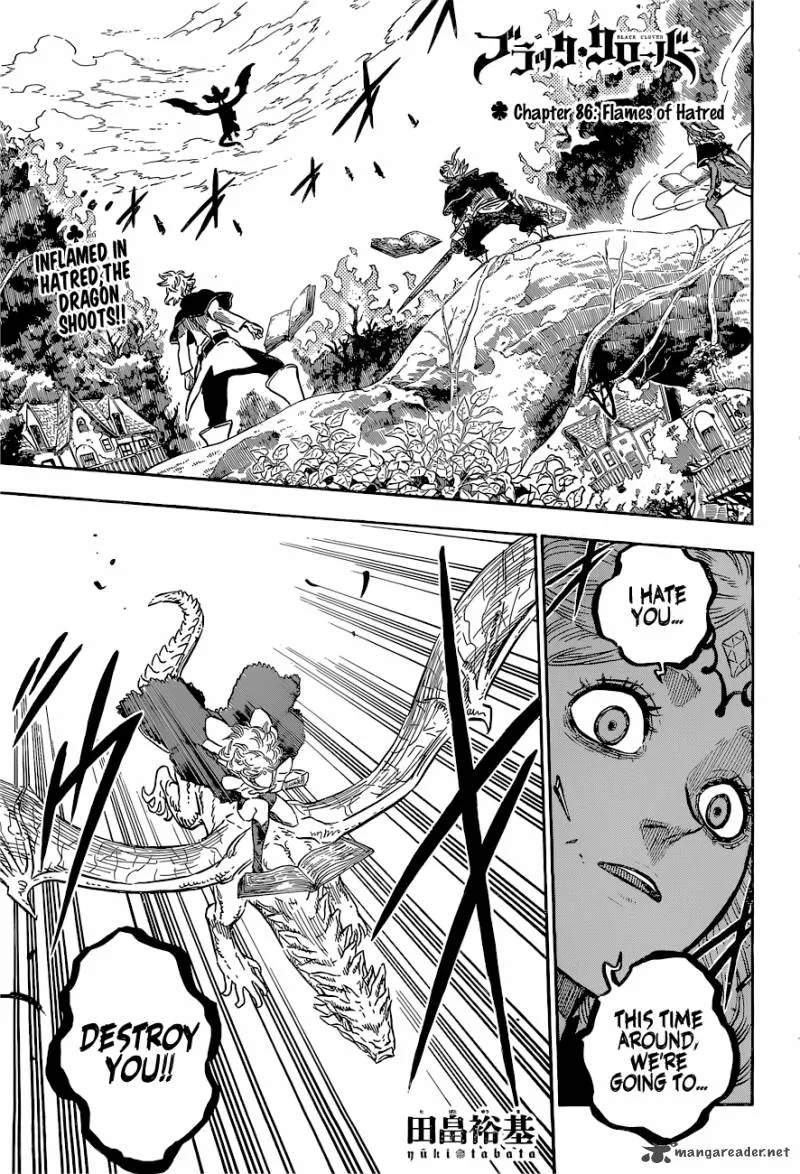 BLACK CLOVER
ブラック・クローバー
Chapter 86: Flames of Hatred
INFLAMED IN
HATRED, THE
DRAGON
SHOOTS!!
I HATE
YOU...
THIS TIME
AROUND,
WE'RE
GOING TO...
DESTROY
YOU!!
田畠裕基
yūki tabata
mangareader.net